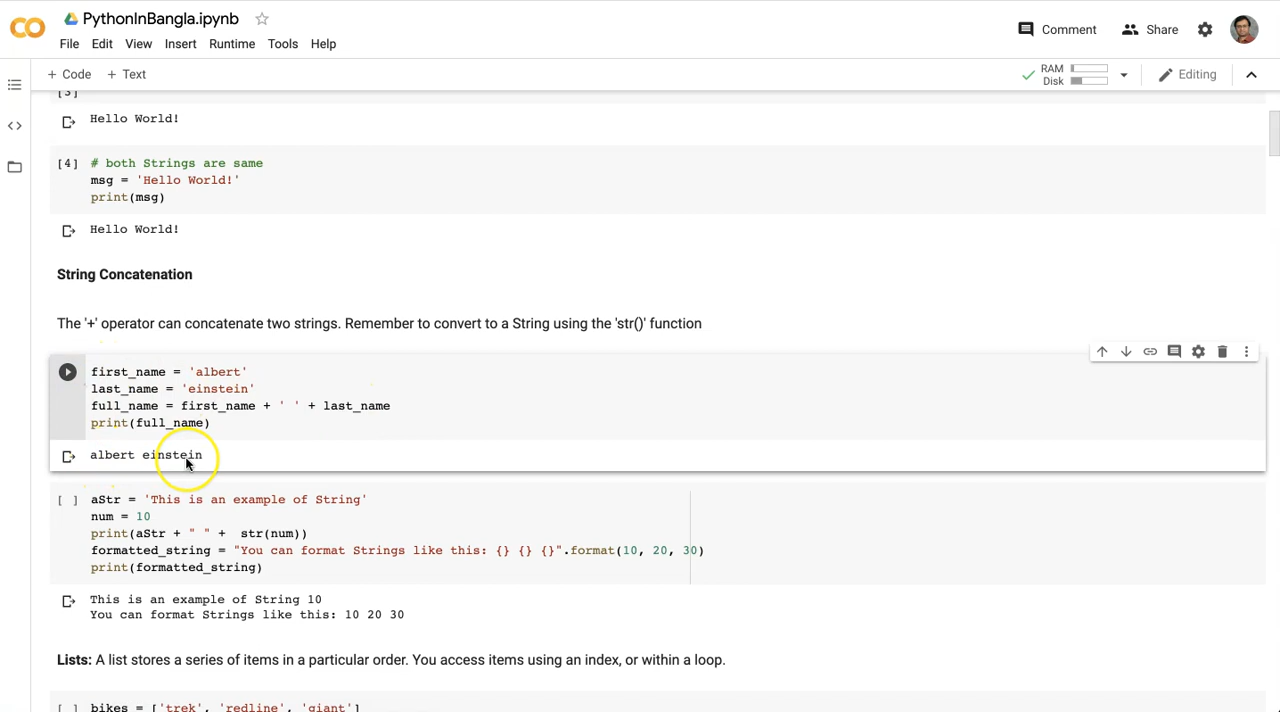 PythonInBangla.ipynb
File Edit View Insert Runtime Tools Help
Comment Share
+ Code + Text
RAM
Disk
Editing
[3]
Hello World!
[4] # both Strings are same
msg = 'Hello World!'
print(msg)
Hello World!
String Concatenation
The '+' operator can concatenate two strings. Remember to convert to a String using the 'str()' function
first_name = 'albert'
last_name = 'einstein'
full_name = first_name + ' ' + last_name
print(full_name)
albert einstein
[ ] aStr = 'This is an example of String'
num = 10
print(aStr + " " +  str(num))
formatted_string = "You can format Strings like this: {} {} {}".format(10, 20, 30)
print(formatted_string)
This is an example of String 10
You can format Strings like this: 10 20 30
Lists: A list stores a series of items in a particular order. You access items using an index, or within a loop.
[ ] bikes = ['trek', 'redline', 'giant']